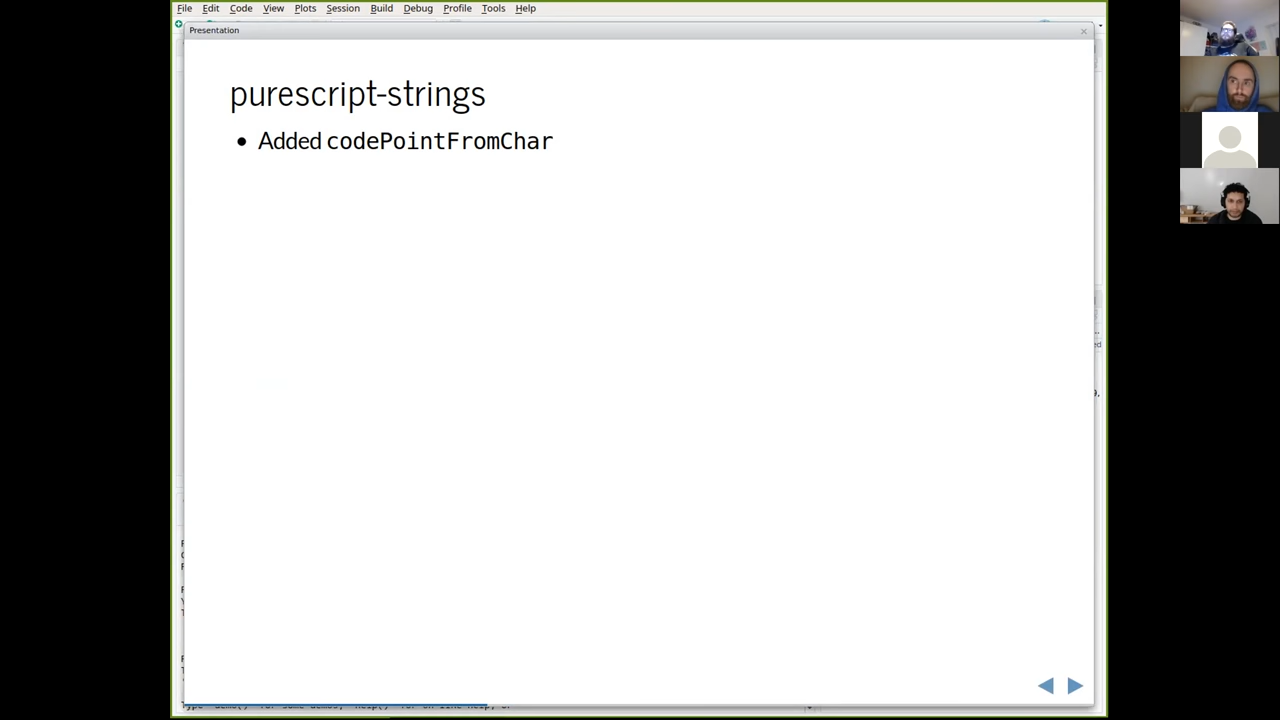 File Edit Code View Plots Session Build Debug Profile Tools Help
Presentation
purescript-strings
• Added codePointFromChar